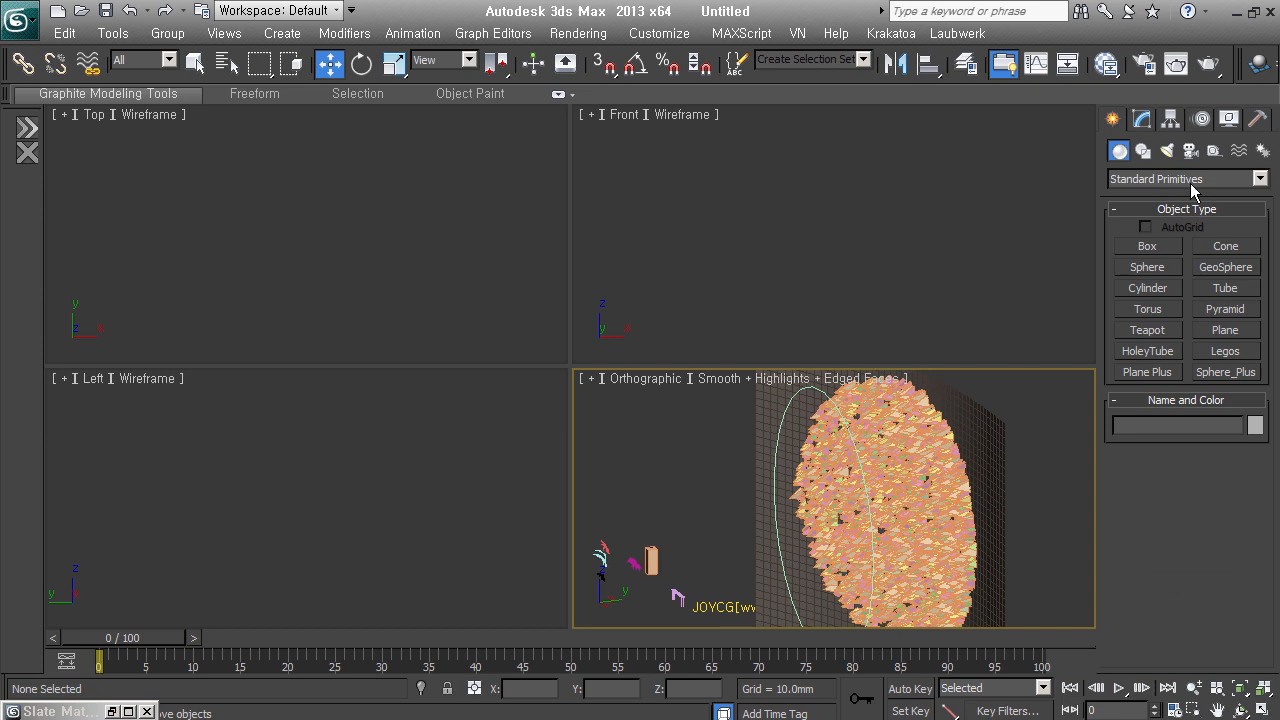 Workspace: Default
Autodesk 3ds Max 2013 x64 Untitled
Type a keyword or phrase
Edit Tools Group Views Create Modifiers Animation Graph Editors Rendering Customize MAXScript VN Help Krakatoa Laubwerk
All View 3 Create Selection Set
Graphite Modeling Tools Freeform Selection Object Paint
[ + ] Top ] Wireframe ]
[ + ] Front ] Wireframe ]
Standard Primitives
- Object Type
AutoGrid
Box Cone
Sphere GeoSphere
Cylinder Tube
Torus Pyramid
Teapot Plane
HoleyTube Legos
Plane Plus Sphere_Plus
- Name and Color
y z x
z y x
[ + ] Left ] Wireframe ]
[ + ] Orthographic ] Smooth + Highlights + Edged Faces ]
z y
y
JOYCG[wv
< 0 / 100 >
0 5 10 15 20 25 30 35 40 45 50 55 60 65 70 75 80 85 90 95 100
None Selected X: Y: Z: Grid = 10.0mm Auto Key Selected
Slate Mat... ove objects Add Time Tag Set Key Key Filters... 0